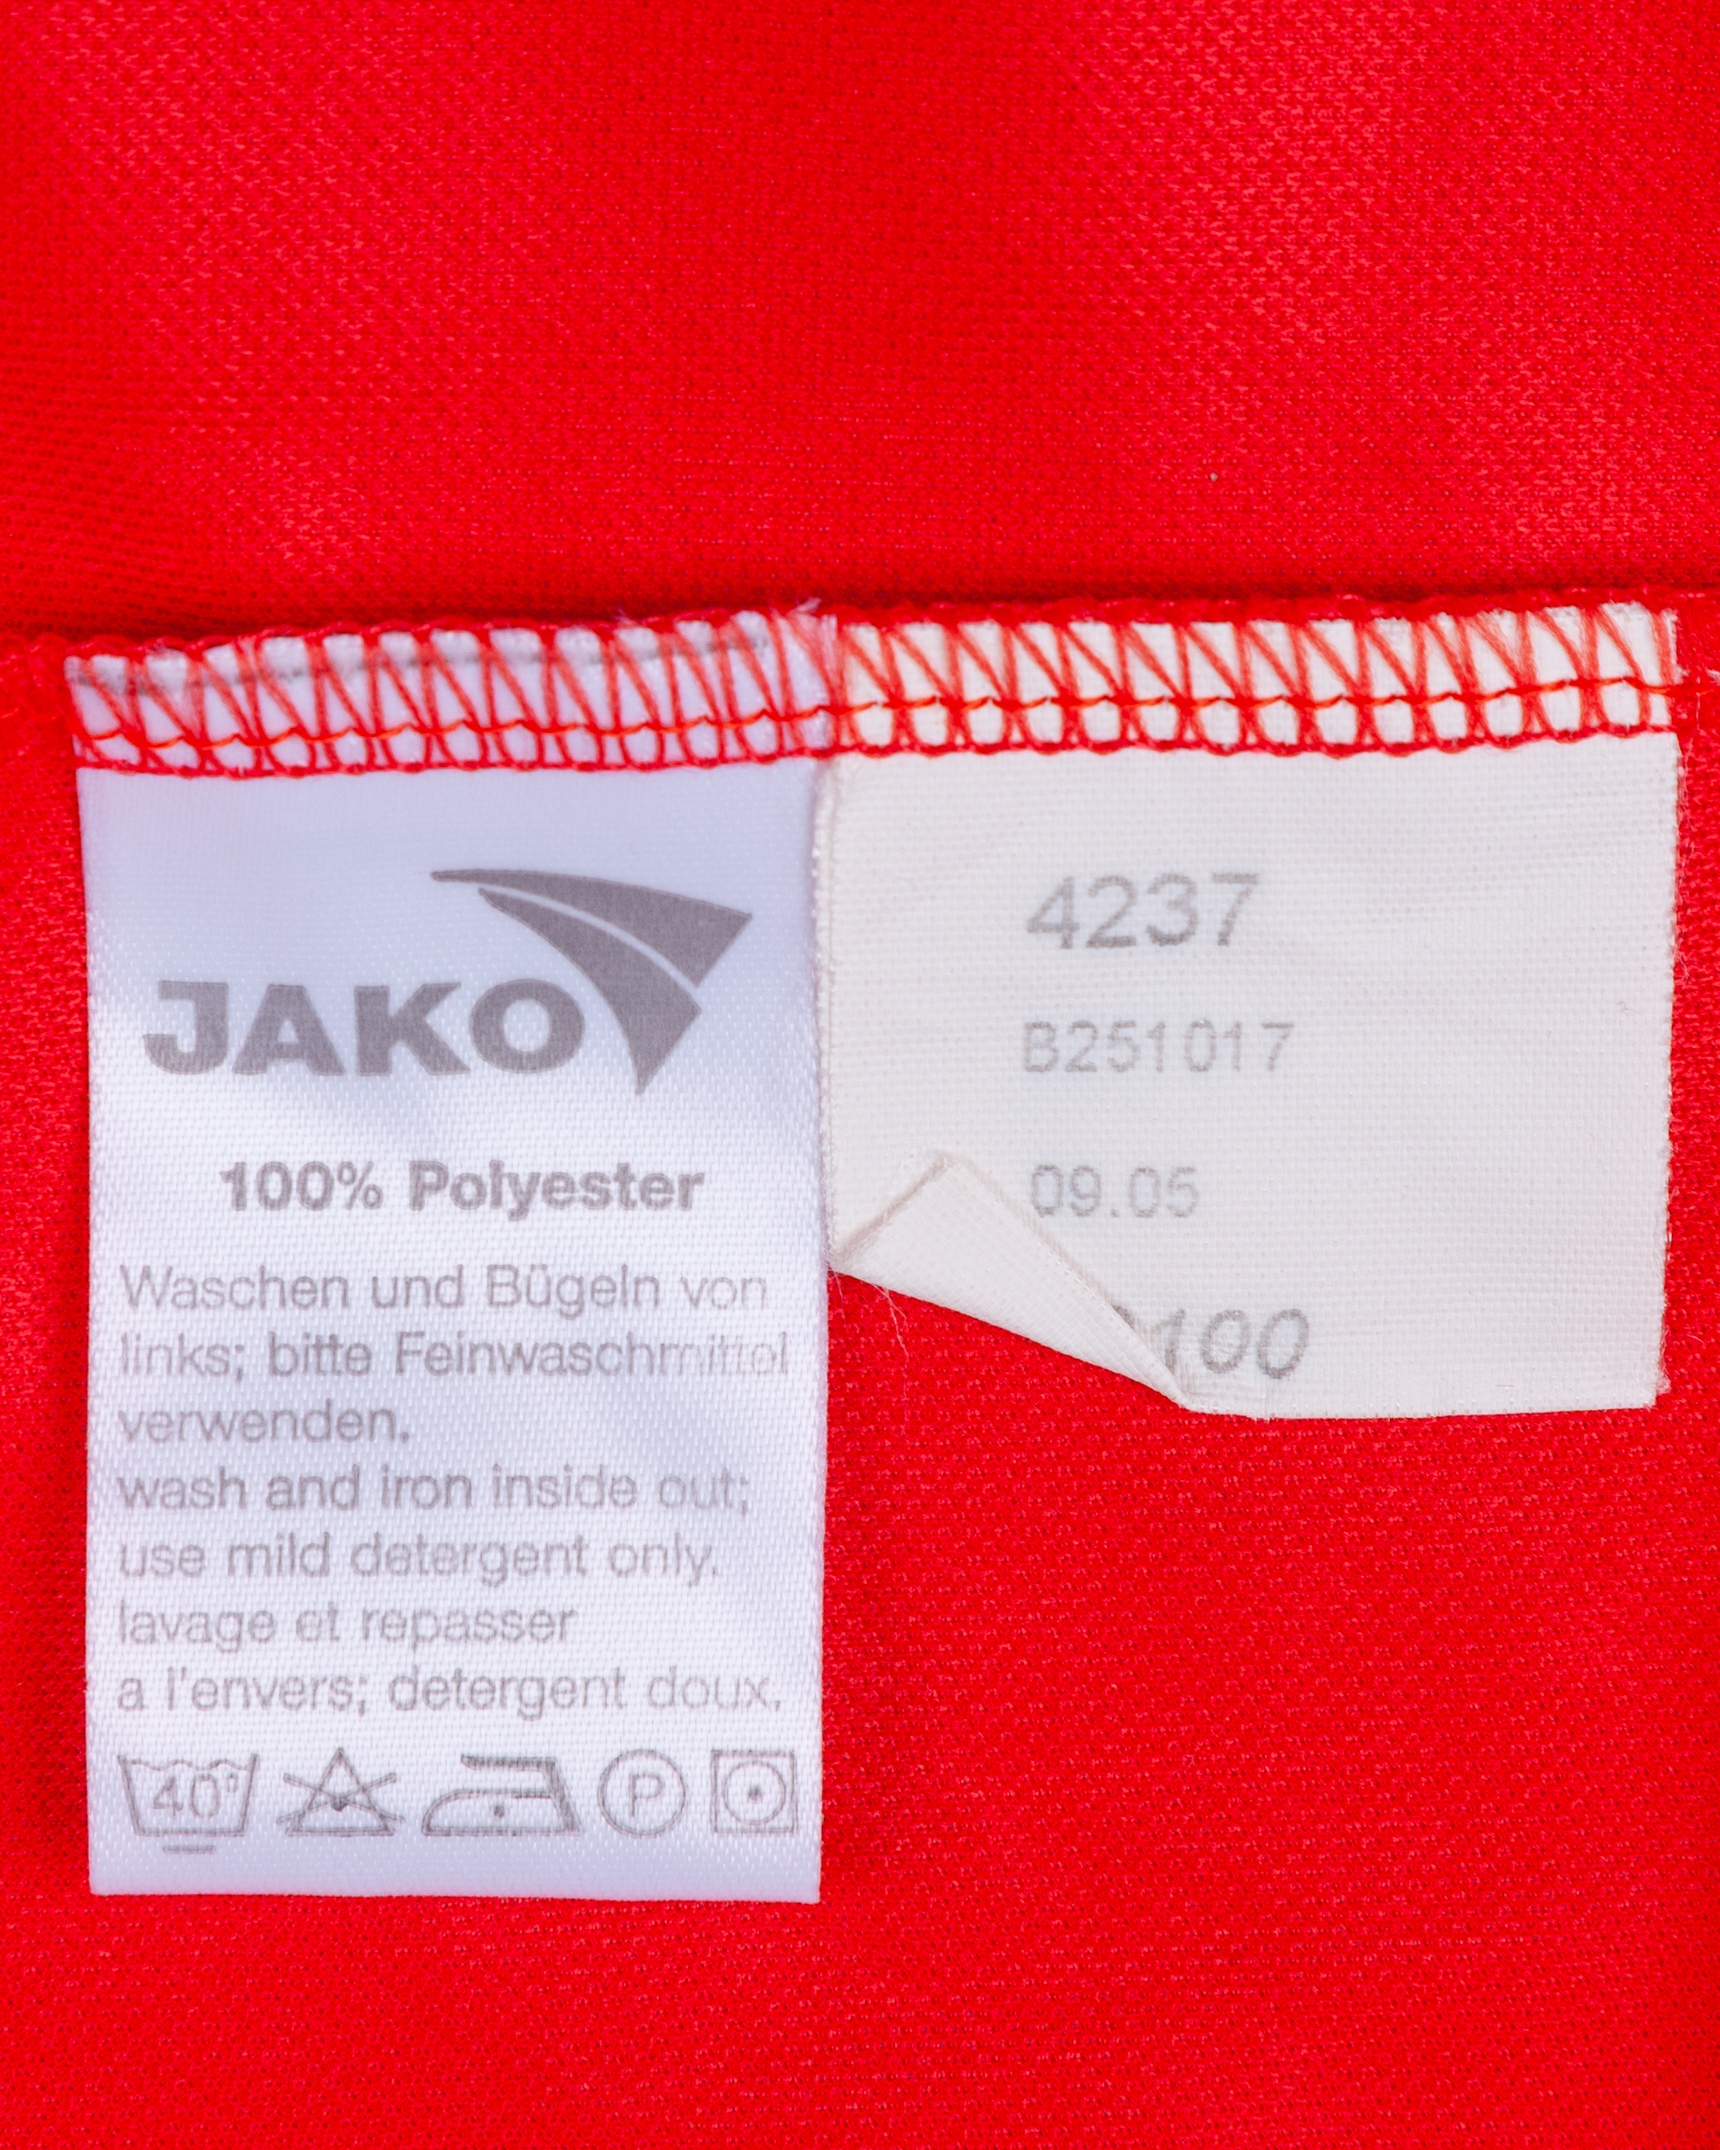 JAKO
100% Polyester
Waschen und Bügeln von
links; bitte Feinwaschmittel
verwenden.
wash and iron inside out;
use mild detergent only.
lavage et repasser
a l'envers; detergent doux.
40° P
4237
B251017
09.05